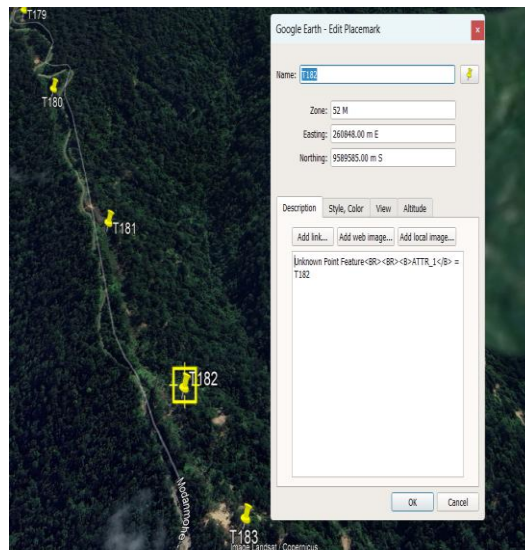 T179
T180
T181
T182
Modanmohe
T183
Image Landsat / Copernicus
Google Earth - Edit Placemark
x
Name: T182
Zone: 52 M
Easting: 260848.00 m E
Northing: 9589585.00 m S
Description Style, Color View Altitude
Add link... Add web image... Add local image...
Unknown Point Feature<BR><BR><B>ATTR_1</B> =
T182
OK Cancel